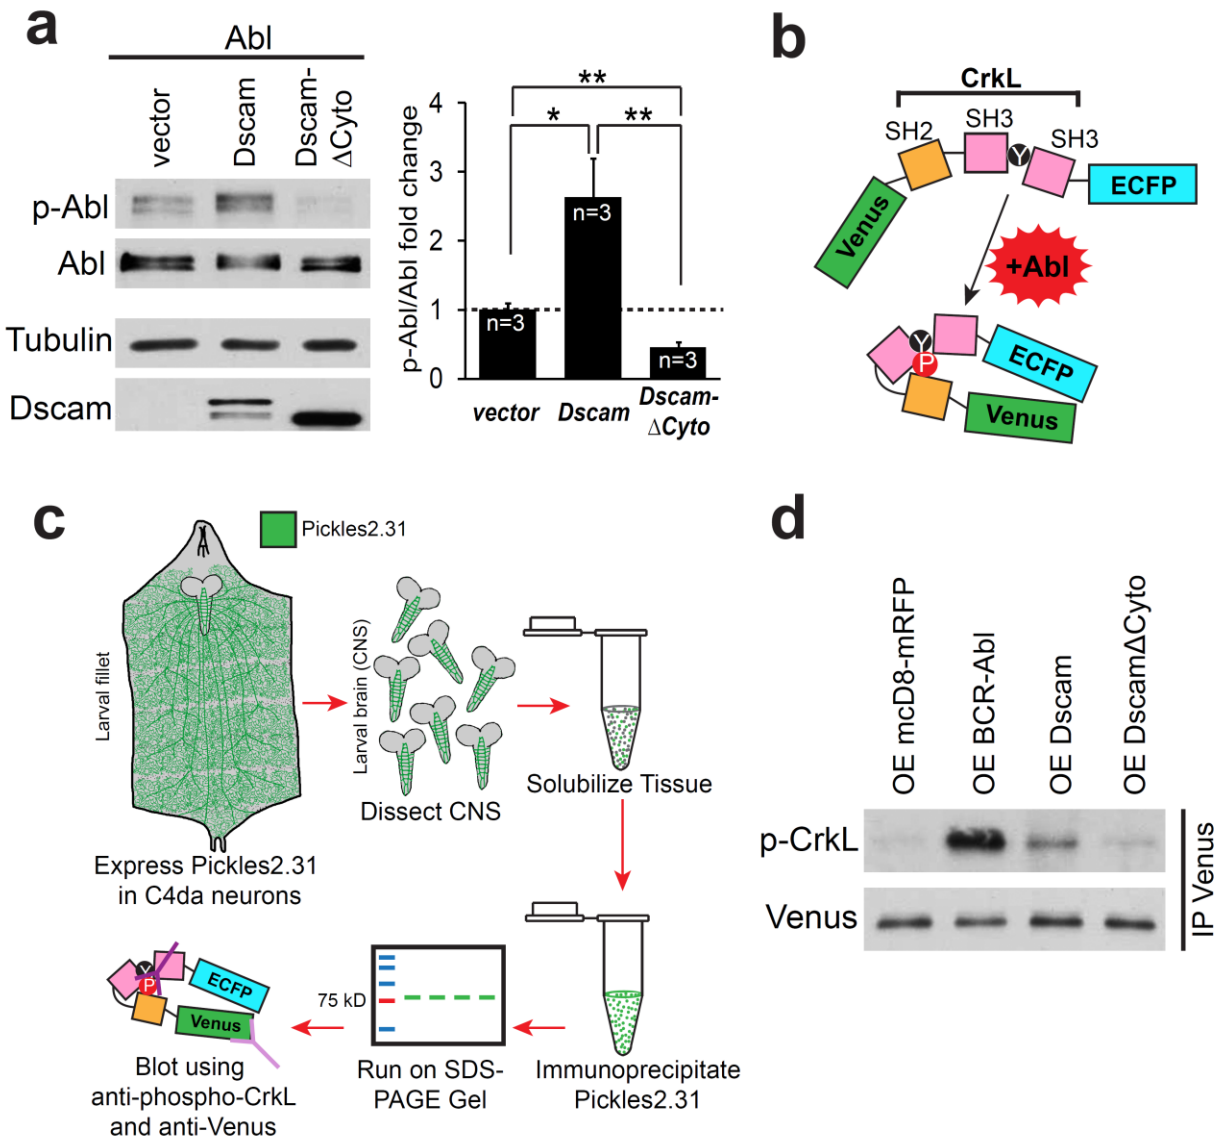 a
Abl
vector
Dscam
Dscam-
ΔCyto
p-Abl
Abl
Tubulin
Dscam
p-Abl/Abl fold change
4
3
2
1
0
**
*
**
n=3
n=3
n=3
vector
Dscam
Dscam-
ΔCyto
b
CrkL
SH2
SH3
SH3
Y
Venus
ECFP
+Abl
Y
P
ECFP
Venus
c
Pickles2.31
Larval fillet
Express Pickles2.31
in C4da neurons
Larval brain (CNS)
Dissect CNS
Solubilize Tissue
Immunoprecipitate
Pickles2.31
75 kD
Run on SDS-
PAGE Gel
Y
P
ECFP
Venus
Blot using
anti-phospho-CrkL
and anti-Venus
d
OE mcD8-mRFP
OE BCR-Abl
OE Dscam
OE DscamΔCyto
p-CrkL
Venus
IP Venus